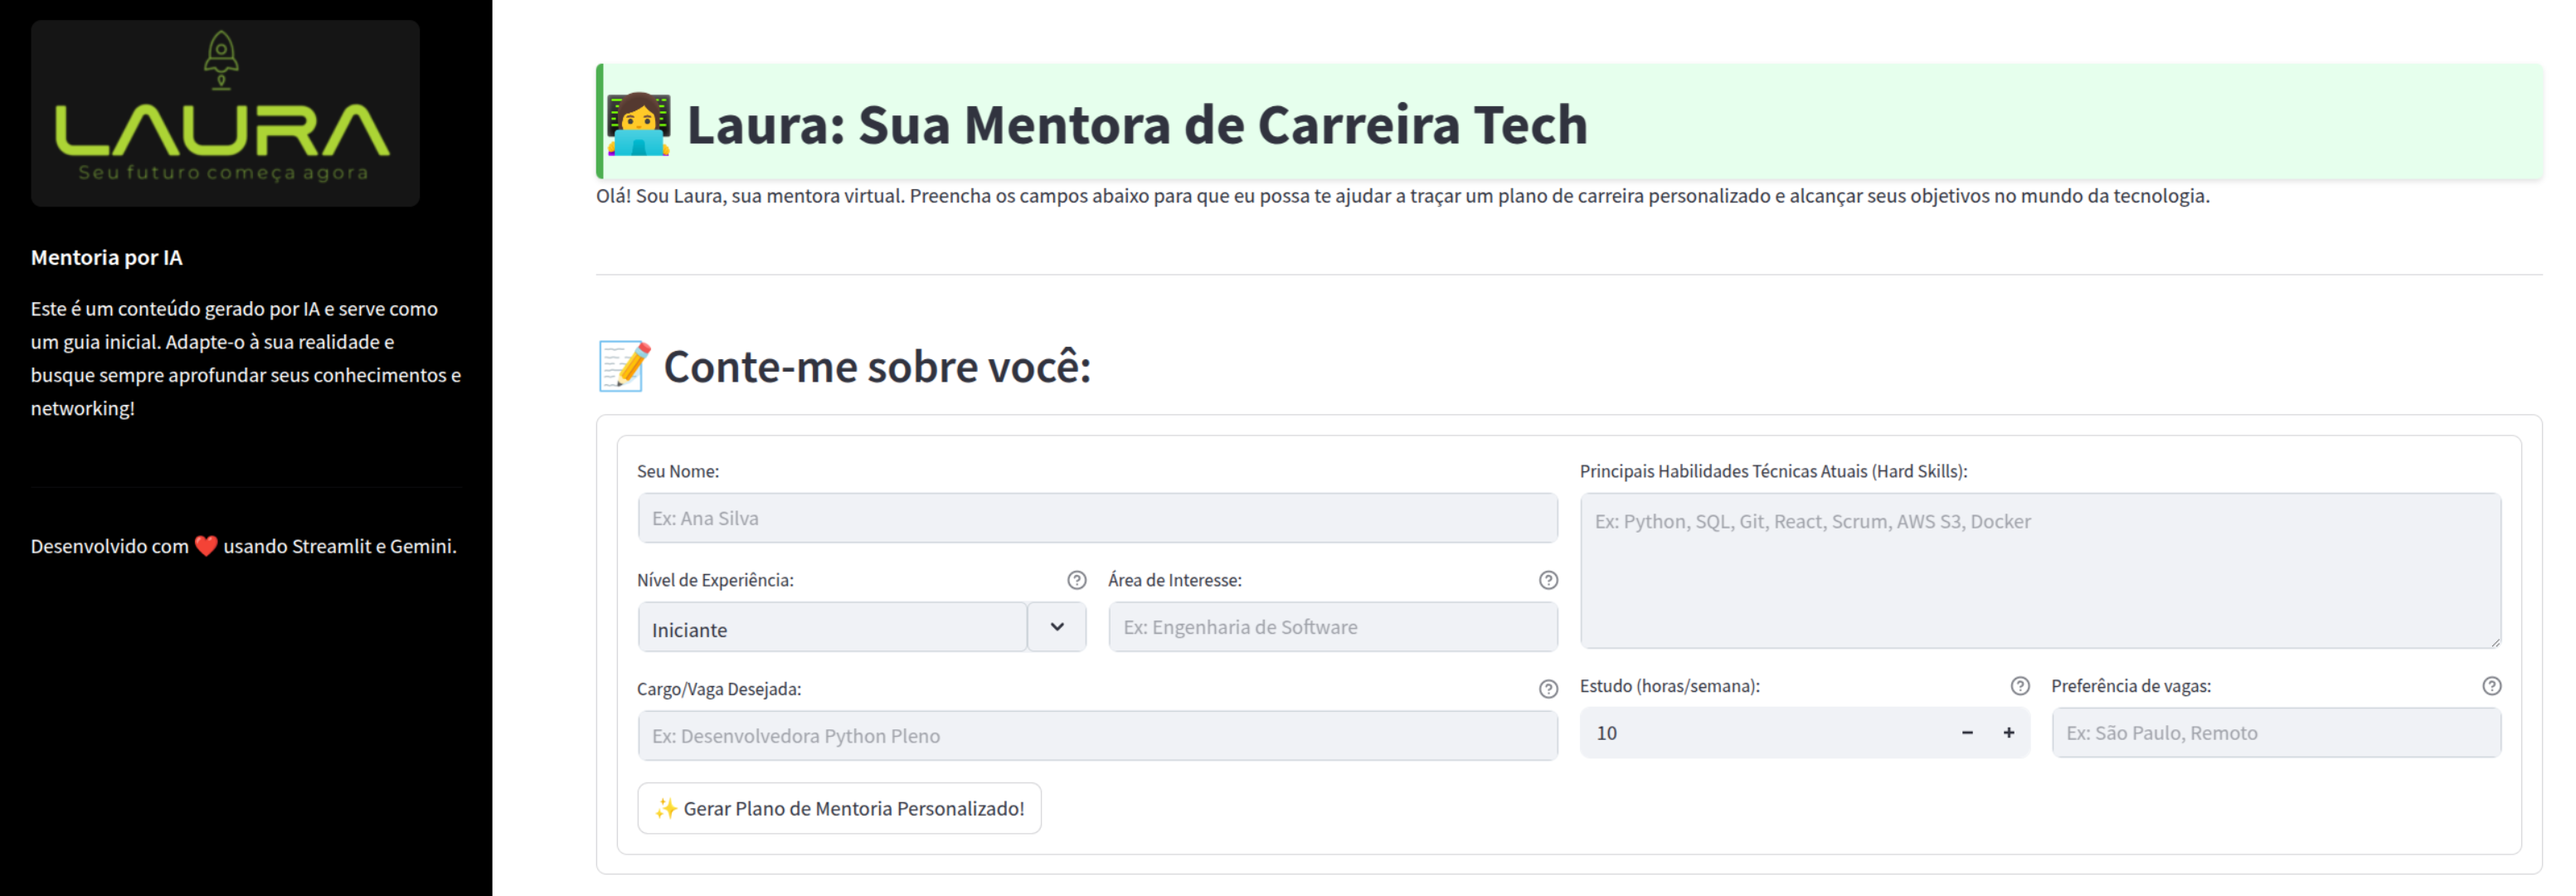 LAURA
Seu futuro começa agora
Mentoria por IA
Este é um conteúdo gerado por IA e serve como
um guia inicial. Adapte-o à sua realidade e
busque sempre aprofundar seus conhecimentos e
networking!
Desenvolvido com ❤️ usando Streamlit e Gemini.
Laura: Sua Mentora de Carreira Tech
Olá! Sou Laura, sua mentora virtual. Preencha os campos abaixo para que eu possa te ajudar a traçar um plano de carreira personalizado e alcançar seus objetivos no mundo da tecnologia.
Conte-me sobre você:
Seu Nome:
Ex: Ana Silva
Nível de Experiência:
Iniciante
Área de Interesse:
Ex: Engenharia de Software
Cargo/Vaga Desejada:
Ex: Desenvolvedora Python Pleno
Principais Habilidades Técnicas Atuais (Hard Skills):
Ex: Python, SQL, Git, React, Scrum, AWS S3, Docker
Estudo (horas/semana):
10
Preferência de vagas:
Ex: São Paulo, Remoto
✨ Gerar Plano de Mentoria Personalizado!